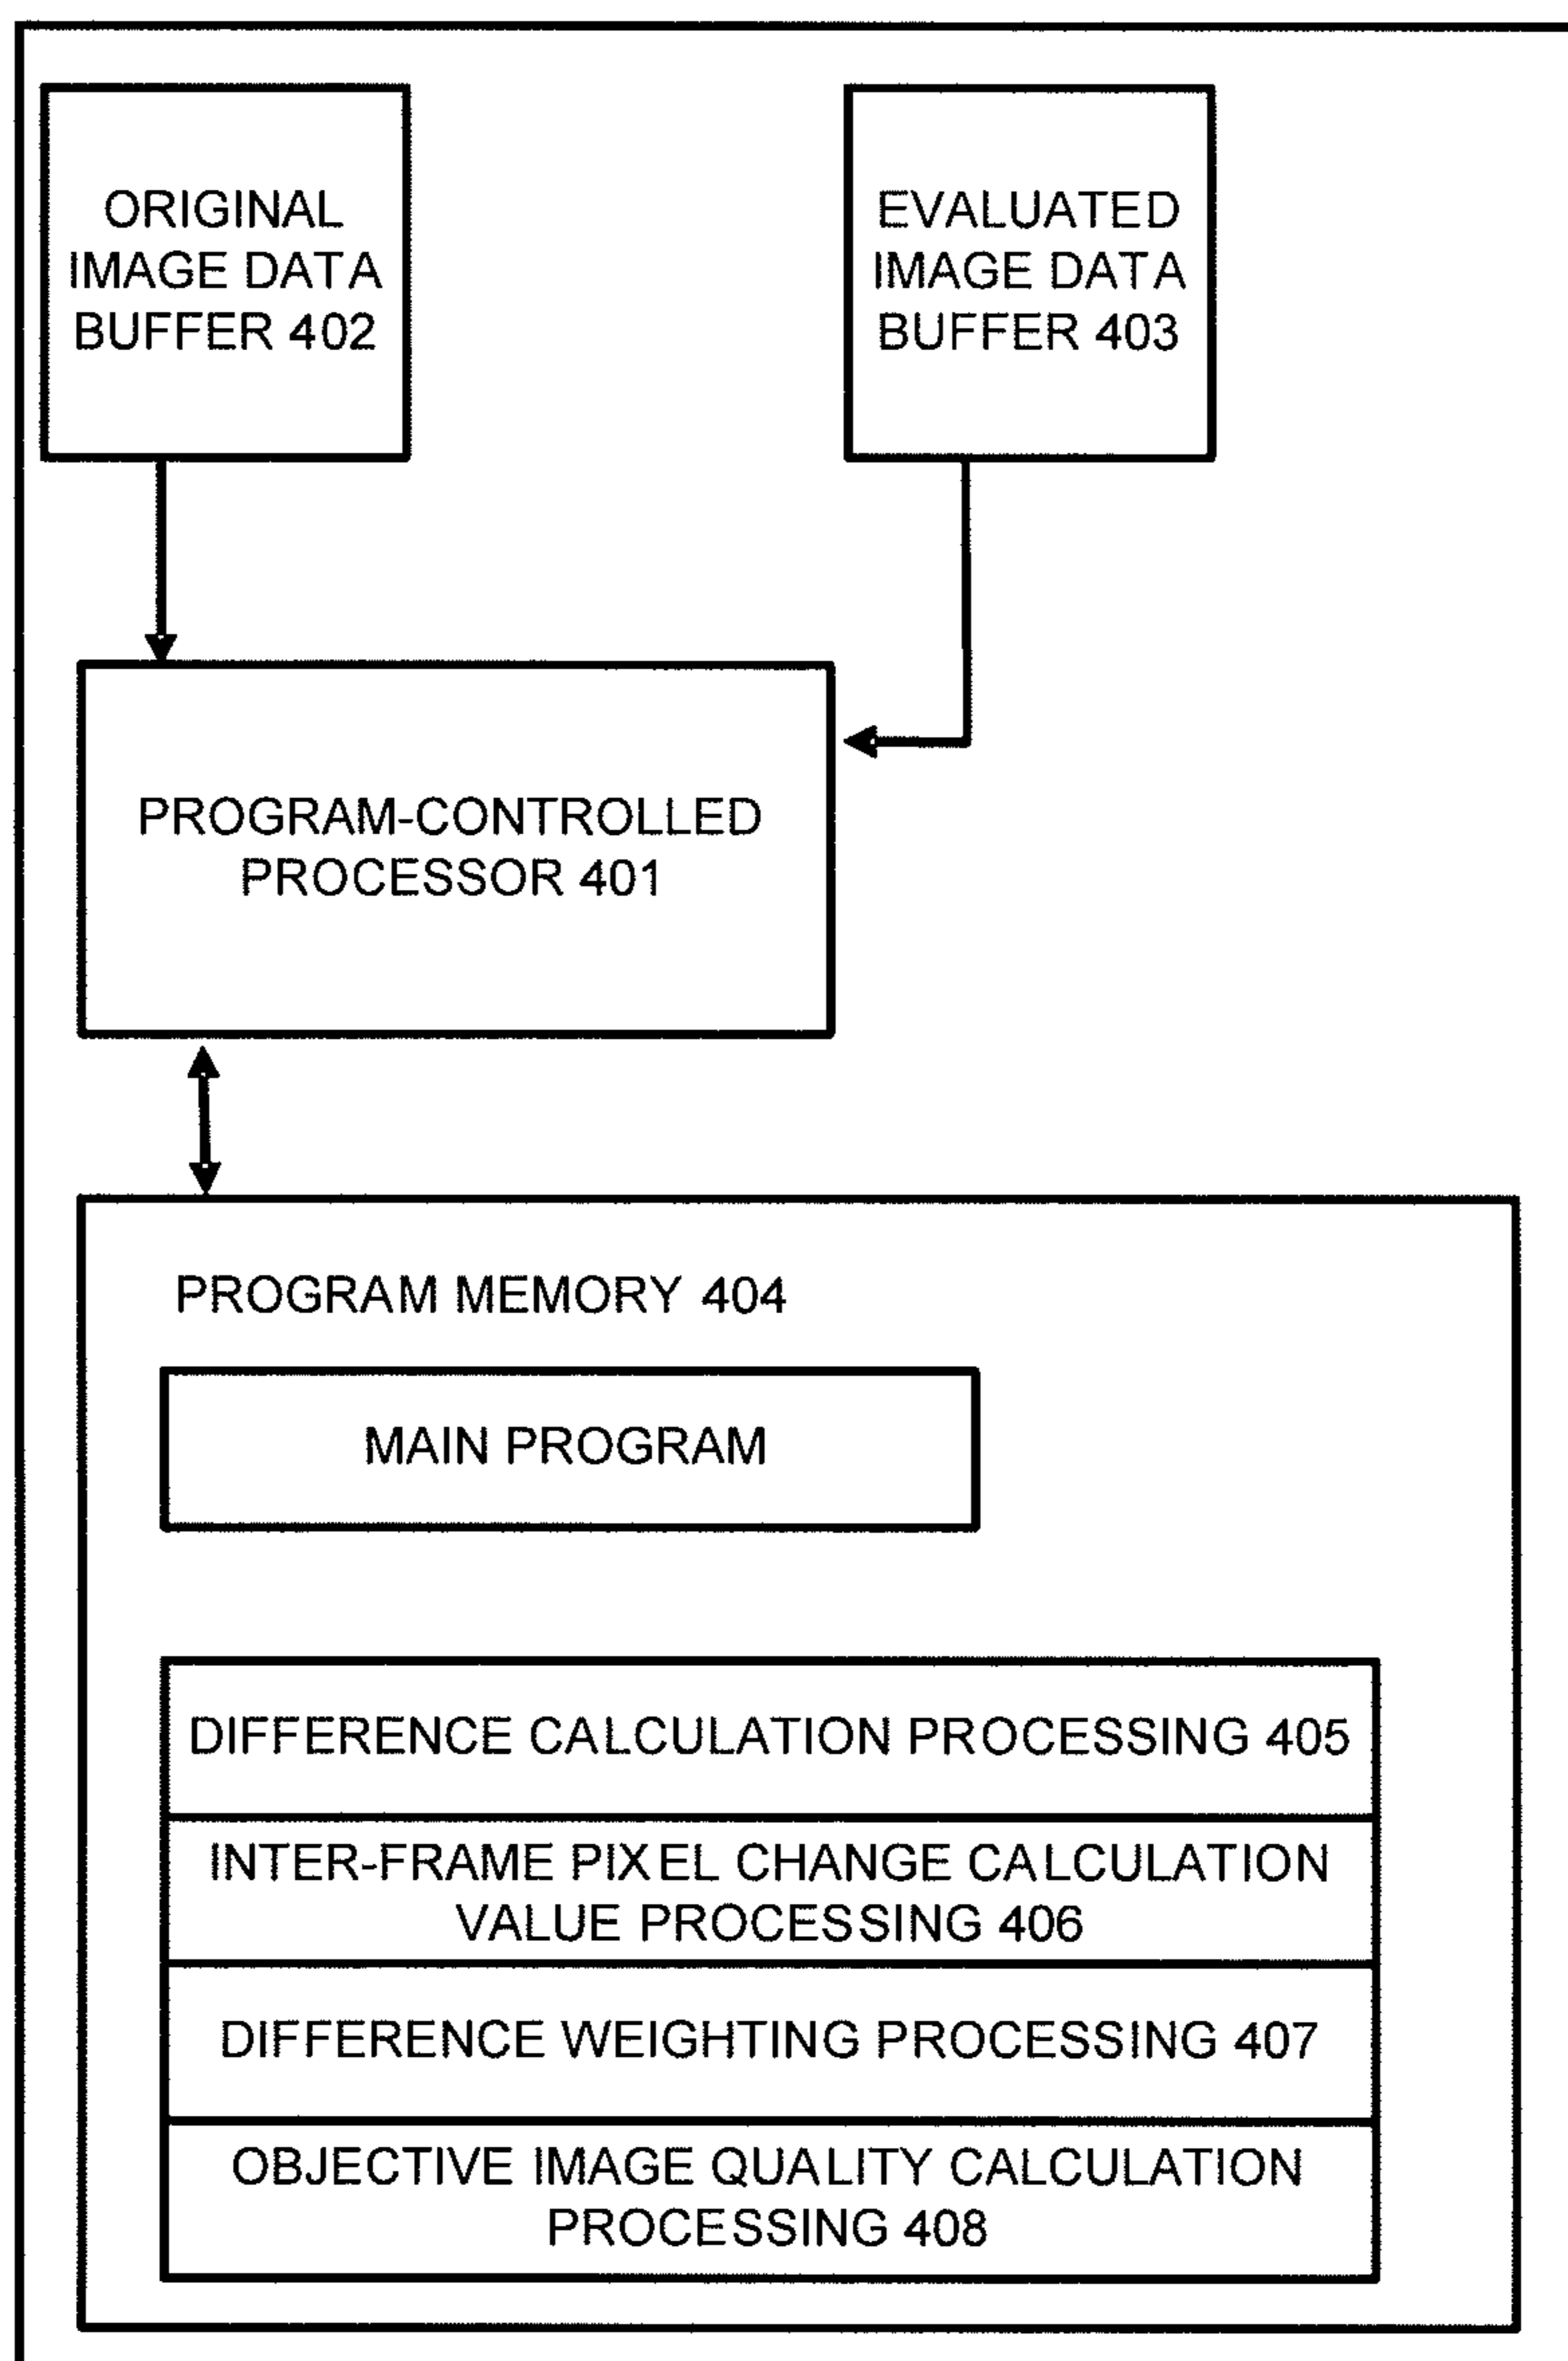 ORIGINAL
IMAGE DATA
BUFFER 402
EVALUATED
IMAGE DATA
BUFFER 403
PROGRAM-CONTROLLED
PROCESSOR 401
PROGRAM MEMORY 404
MAIN PROGRAM
DIFFERENCE CALCULATION PROCESSING 405
INTER-FRAME PIXEL CHANGE CALCULATION
VALUE PROCESSING 406
DIFFERENCE WEIGHTING PROCESSING 407
OBJECTIVE IMAGE QUALITY CALCULATION
PROCESSING 408